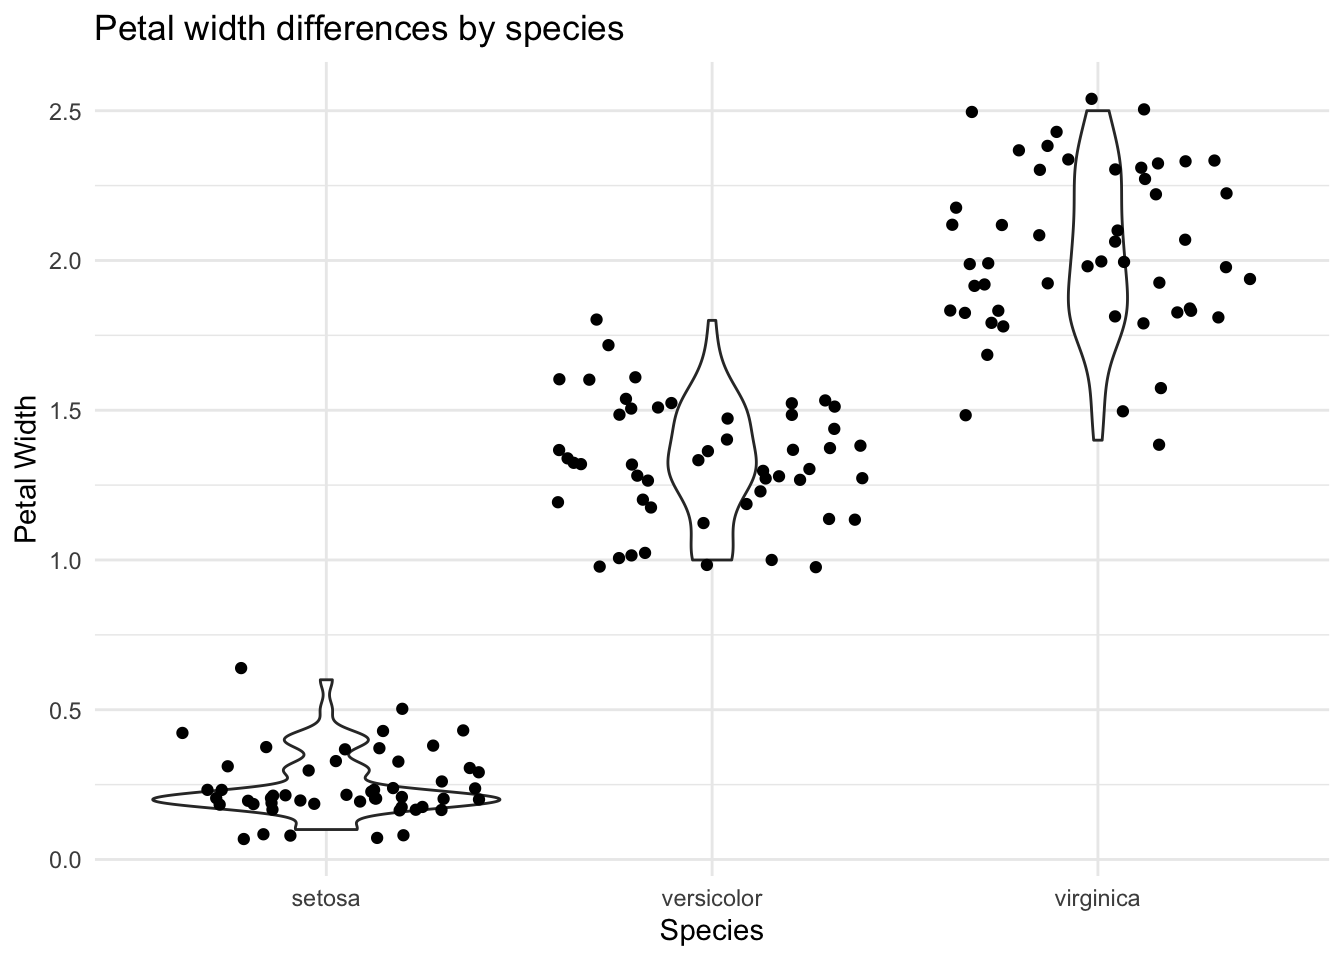 Petal width differences by species
2.5
2.0
1.5
1.0
0.5
0.0
Petal Width
setosa versicolor virginica
Species